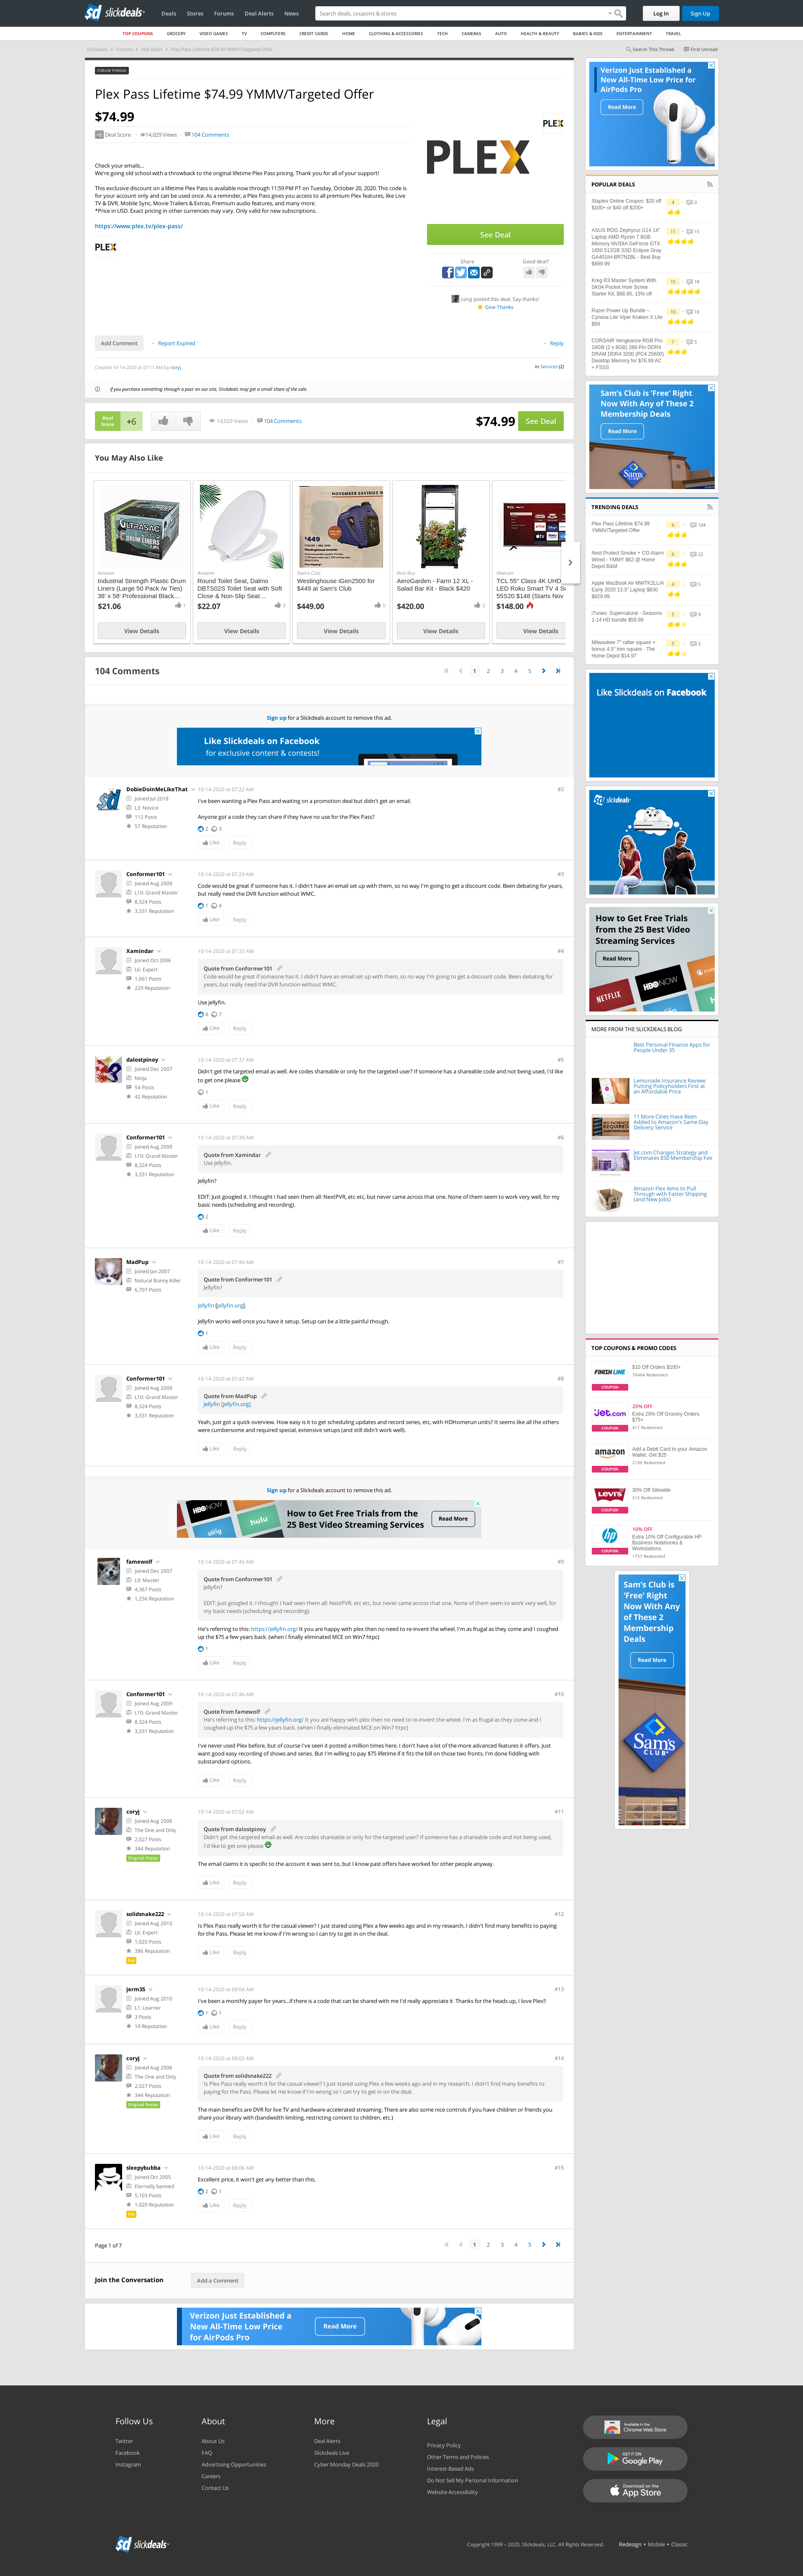 slickdeals
Deals Stores Forums Deal Alerts News
Search deals, coupons & stores
Log In Sign Up
TOP COUPONS GROCERY VIDEO GAMES TV COMPUTERS CREDIT CARDS HOME CLOTHING & ACCESSORIES TECH CAMERAS AUTO HEALTH & BEAUTY BABIES & KIDS ENTERTAINMENT TRAVEL
Slickdeals Forums Hot Deals Plex Pass Lifetime $74.99 YMMV/Targeted Offer
Search This Thread First Unread
FORUM THREAD
Plex Pass Lifetime $74.99 YMMV/Targeted Offer
$74.99
+6 Deal Score 14,029 Views 104 Comments
PLEX
PLEX
Check your emails...
We're going old school with a throwback to the original lifetime Plex Pass pricing. Thank you for all of your support!
This exclusive discount on a lifetime Plex Pass is available now through 11:59 PM PT on Tuesday, October 20, 2020. This code is
for your account only and can be used once. As a reminder, a Plex Pass gives you access to all premium Plex features, like Live
TV & DVR, Mobile Sync, Movie Trailers & Extras, Premium audio features, and many more.
*Price in USD. Exact pricing in other currencies may vary. Only valid for new subscriptions.
https://www.plex.tv/plex-pass/
PLEX
See Deal
Share Good deal?
coryj posted this deal. Say thanks!
Give Thanks
Add Comment Report Expired Reply
Created 10-14-2020 at 07:11 AM by coryj
in Services (2)
If you purchase something through a post on our site, Slickdeals may get a small share of the sale.
Deal
Score +6
14,029 Views 104 Comments
$74.99 See Deal
You May Also Like
Amazon
Industrial Strength Plastic Drum
Liners (Large 50 Pack /w Ties)
38' x 58' Professional Black...
$21.06 1
View Details
Amazon
Round Toilet Seat, Dalmo
DBTS02S Toilet Seat with Soft
Close & Non-Slip Seat...
$22.07 0
View Details
NOVEMBER SAVINGS
$449
Sam's Club
Westinghouse iGen2500 for
$449 at Sam's Club
$449.00 0
View Details
Best Buy
AeroGarden - Farm 12 XL -
Salad Bar Kit - Black $420
$420.00 2
View Details
Walmart
TCL 55" Class 4K UHD
LED Roku Smart TV 4 Se
55S20 $148 (Starts Nov
$148.00
View Details
104 Comments
1 2 3 4 5
Sign up for a Slickdeals account to remove this ad.
Like Slickdeals on Facebook
for exclusive content & contests!
DobieDoinMeLikeThat 10-14-2020 at 07:22 AM #2
Joined Jul 2018
L3: Novice
112 Posts
57 Reputation
I've been wanting a Plex Pass and waiting on a promotion deal but didn't get an email.
Anyone got a code they can share if they have no use for the Plex Pass?
2 3
Like Reply
Conformer101 10-14-2020 at 07:29 AM #3
Joined Aug 2009
L10: Grand Master
8,324 Posts
3,331 Reputation
Code would be great if someone has it. I didn't have an email set up with them, so no way I'm going to get a discount code. Been debating for years,
but really need the DVR function without WMC.
1 4
Like Reply
Xamindar 10-14-2020 at 07:33 AM #4
Joined Oct 2006
L6: Expert
1,661 Posts
229 Reputation
Quote from Conformer101
Code would be great if someone has it. I didn't have an email set up with them, so no way I'm going to get a discount code. Been debating for
years, but really need the DVR function without WMC.
Use jellyfin.
8 7
Like Reply
dalostpinoy 10-14-2020 at 07:37 AM #5
Joined Dec 2007
Ninja
54 Posts
42 Reputation
Didn't get the targeted email as well. Are codes shareable or only for the targeted user? If someone has a shareable code and not being used, I'd like
to get one please
1
Like Reply
Conformer101 10-14-2020 at 07:39 AM #6
Joined Aug 2009
L10: Grand Master
8,324 Posts
3,331 Reputation
Quote from Xamindar
Use jellyfin.
Jellyfin?
EDIT: Just googled it. I thought I had seen them all: NextPVR, etc etc, but never came across that one. None of them seem to work very well, for my
basic needs (scheduling and recording).
2
Like Reply
MadPup 10-14-2020 at 07:40 AM #7
Joined Jan 2007
Natural Bunny Killer
6,707 Posts
Quote from Conformer101
Jellyfin?
Jellyfin [jellyfin.org].
Jellyfin works well once you have it setup. Setup can be a little painful though.
1
Like Reply
Conformer101 10-14-2020 at 07:42 AM #8
Joined Aug 2009
L10: Grand Master
8,324 Posts
3,331 Reputation
Quote from MadPup
Jellyfin [jellyfin.org].
Yeah, just got a quick overview. How easy is it to get scheduling updates and record series, etc, with HDHomerun units? It seems like all the others
were cumbersome and required special, extensive setups (and still didn't work well).
Like Reply
Sign up for a Slickdeals account to remove this ad.
HBO NOW hulu
How to Get Free Trials from the
25 Best Video Streaming Services
Read More
famewolf 10-14-2020 at 07:43 AM #9
Joined Dec 2007
L9: Master
4,367 Posts
1,256 Reputation
Quote from Conformer101
Jellyfin?
EDIT: Just googled it. I thought I had seen them all: NextPVR, etc etc, but never came across that one. None of them seem to work very well, for
my basic needs (scheduling and recording).
He's referring to this: https://jellyfin.org/ It you are happy with plex then no need to re-invent the wheel. I'm as frugal as they come and I coughed
up the $75 a few years back. (when I finally eliminated MCE on Win7 htpc)
1
Like Reply
Conformer101 10-14-2020 at 07:46 AM #10
Joined Aug 2009
L10: Grand Master
8,324 Posts
3,331 Reputation
Quote from famewolf
He's referring to this: https://jellyfin.org/ It you are happy with plex then no need to re-invent the wheel. I'm as frugal as they come and I
coughed up the $75 a few years back. (when I finally eliminated MCE on Win7 htpc)
I've never used Plex before, but of course I've seen it posted a million times here. I don't have a lot of the more advanced features it offers. Just
want good easy recording of shows and series. But I'm willing to pay $75 lifetime if it fits the bill on those two fronts. I'm done fiddling with
substandard options.
Like Reply
coryj 10-14-2020 at 07:52 AM #11
Joined Aug 2006
The One and Only
2,027 Posts
344 Reputation
Original Poster
Quote from dalostpinoy
Didn't get the targeted email as well. Are codes shareable or only for the targeted user? If someone has a shareable code and not being used,
I'd like to get one please
The email claims it is specific to the account it was sent to, but I know past offers have worked for other people anyway.
Like Reply
solidsnake222 10-14-2020 at 07:56 AM #12
Joined Aug 2010
L6: Expert
1,020 Posts
386 Reputation
Pro
Is Plex Pass really worth it for the casual viewer? I just started using Plex a few weeks ago and in my research, I didn't find many benefits to paying
for the Pass. Please let me know if I'm wrong so I can try to get in on the deal.
Like Reply
jerm35 10-14-2020 at 08:04 AM #13
Joined Aug 2010
L1: Learner
3 Posts
10 Reputation
I've been a monthly payer for years...if there is a code that can be shared with me I'd really appreciate it. Thanks for the heads up, I love Plex!!
1 1
Like Reply
coryj 10-14-2020 at 08:05 AM #14
Joined Aug 2006
The One and Only
2,027 Posts
344 Reputation
Original Poster
Quote from solidsnake222
Is Plex Pass really worth it for the casual viewer? I just started using Plex a few weeks ago and in my research, I didn't find many benefits to
paying for the Pass. Please let me know if I'm wrong so I can try to get in on the deal.
The main benefits are DVR for live TV and hardware-accelerated streaming. There are also some nice controls if you have children or friends you
share your library with (bandwidth limiting, restricting content to children, etc.)
Like Reply
sleepybubba 10-14-2020 at 08:06 AM #15
Joined Oct 2005
Eternally banned
5,103 Posts
1,020 Reputation
Pro
Excellent price, it won't get any better than this.
2 1
Like Reply
Page 1 of 7
1 2 3 4 5
Join the Conversation Add a Comment
Verizon Just Established a
New All-Time Low Price
for AirPods Pro
Read More
Verizon Just Established a
New All-Time Low Price for
AirPods Pro
Read More
POPULAR DEALS
Staples Online Coupon: $20 off
$100+ or $40 off $200+
4 0
ASUS ROG Zephyrus G14 14"
Laptop AMD Ryzen 7 8GB
Memory NVIDIA GeForce GTX
1650 512GB SSD Eclipse Gray
GA401IH-BR7N2BL - Best Buy
$899.99
11 15
Kreg R3 Master System With
SK04 Pocket Hole Screw
Starter Kit, $68.95, 13% off
15 18
Razer Power Up Bundle –
Cynosa Lite Viper Kraken X Lite
$69
10 10
CORSAIR Vengeance RGB Pro
16GB (2 x 8GB) 288-Pin DDR4
DRAM DDR4 3200 (PC4 25600)
Desktop Memory for $76.99 AC
+ FSSS
7 5
Sam's Club is 'Free' Right
Now With Any of These 2
Membership Deals
Read More
Sam's
CLUB
TRENDING DEALS
Plex Pass Lifetime $74.99
YMMV/Targeted Offer
6 104
Nest Protect Smoke + CO Alarm
Wired - YMMV $62 @ Home
Depot B&M
6 22
Apple MacBook Air MWTK2LL/A
Early 2020 13.3" Laptop $830
$829.99
4 5
iTunes: Supernatural - Seasons
1-14 HD bundle $59.99
5 9
Milwaukee 7" rafter square +
bonus 4.5" trim square - The
Home Depot $14.97
5 2
Like Slickdeals on Facebook
slickdeals
How to Get Free Trials
from the 25 Best Video
Streaming Services
Read More
NETFLIX HBO NOW
MORE FROM THE SLICKDEALS BLOG
Best Personal Finance Apps for
People Under 35
Lemonade Insurance Review:
Putting Policyholders First at
an Affordable Price
11 More Cities Have Been
Added to Amazon's Same-Day
Delivery Service
Jet.com Changes Strategy and
Eliminates $50 Membership Fee
Amazon Flex Aims to Pull
Through with Faster Shipping
(and New Jobs)
TOP COUPONS & PROMO CODES
FINISH LINE
COUPON
$10 Off Orders $100+
78464 Redeemed
Jet.com
COUPON
20% OFF
Extra 20% Off Grocery Orders
$75+
411 Redeemed
amazon
COUPON
Add a Debit Card to your Amazon
Wallet, Get $25
2100 Redeemed
LEVI'S
COUPON
30% Off Sitewide
515 Redeemed
hp
COUPON
10% OFF
Extra 10% Off Configurable HP
Business Notebooks &
Workstations
1757 Redeemed
Sam's Club is
'Free' Right
Now With Any
of These 2
Membership
Deals
Read More
Sam's
CLUB
Follow Us
Twitter
Facebook
Instagram
About
About Us
FAQ
Advertising Opportunities
Careers
Contact Us
More
Deal Alerts
Slickdeals Live
Cyber Monday Deals 2020
Legal
Privacy Policy
Other Terms and Policies
Interest-Based Ads
Do Not Sell My Personal Information
Website Accessibility
Available in the
Chrome Web Store
GET IT ON
Google Play
Download on the
App Store
slickdeals
Copyright 1999 – 2020. Slickdeals, LLC. All Rights Reserved. Redesign • Mobile • Classic